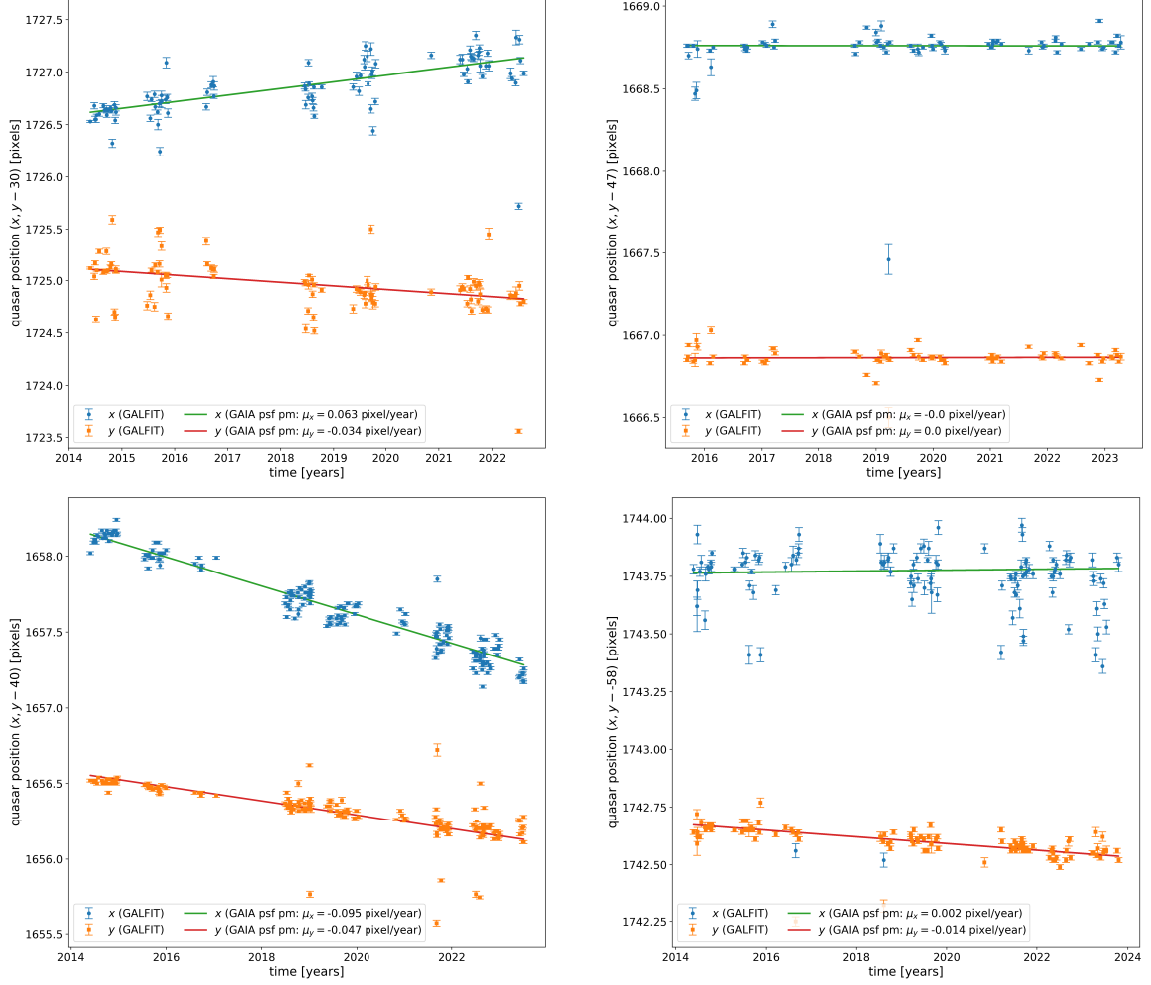 1727.5
1727.0
1726.5
1726.0
1725.5
1725.0
1724.5
1724.0
1723.5
quasar position (x, y − 30) [pixels]
x (GALFIT)
y (GALFIT)
x (GAIA psf pm: μx = 0.063 pixel/year)
y (GAIA psf pm: μy = -0.034 pixel/year)
2014 2015 2016 2017 2018 2019 2020 2021 2022
time [years]
1669.0
1668.5
1668.0
1667.5
1667.0
1666.5
quasar position (x, y − 47) [pixels]
x (GALFIT)
y (GALFIT)
x (GAIA psf pm: μx = -0.0 pixel/year)
y (GAIA psf pm: μy = 0.0 pixel/year)
2016 2017 2018 2019 2020 2021 2022 2023
time [years]
1658.0
1657.5
1657.0
1656.5
1656.0
1655.5
quasar position (x, y − 40) [pixels]
x (GALFIT)
y (GALFIT)
x (GAIA psf pm: μx = -0.095 pixel/year)
y (GAIA psf pm: μy = -0.047 pixel/year)
2014 2016 2018 2020 2022
time [years]
1744.00
1743.75
1743.50
1743.25
1743.00
1742.75
1742.50
1742.25
quasar position (x, y − -58) [pixels]
x (GALFIT)
y (GALFIT)
x (GAIA psf pm: μx = 0.002 pixel/year)
y (GAIA psf pm: μy = -0.014 pixel/year)
2014 2016 2018 2020 2022 2024
time [years]